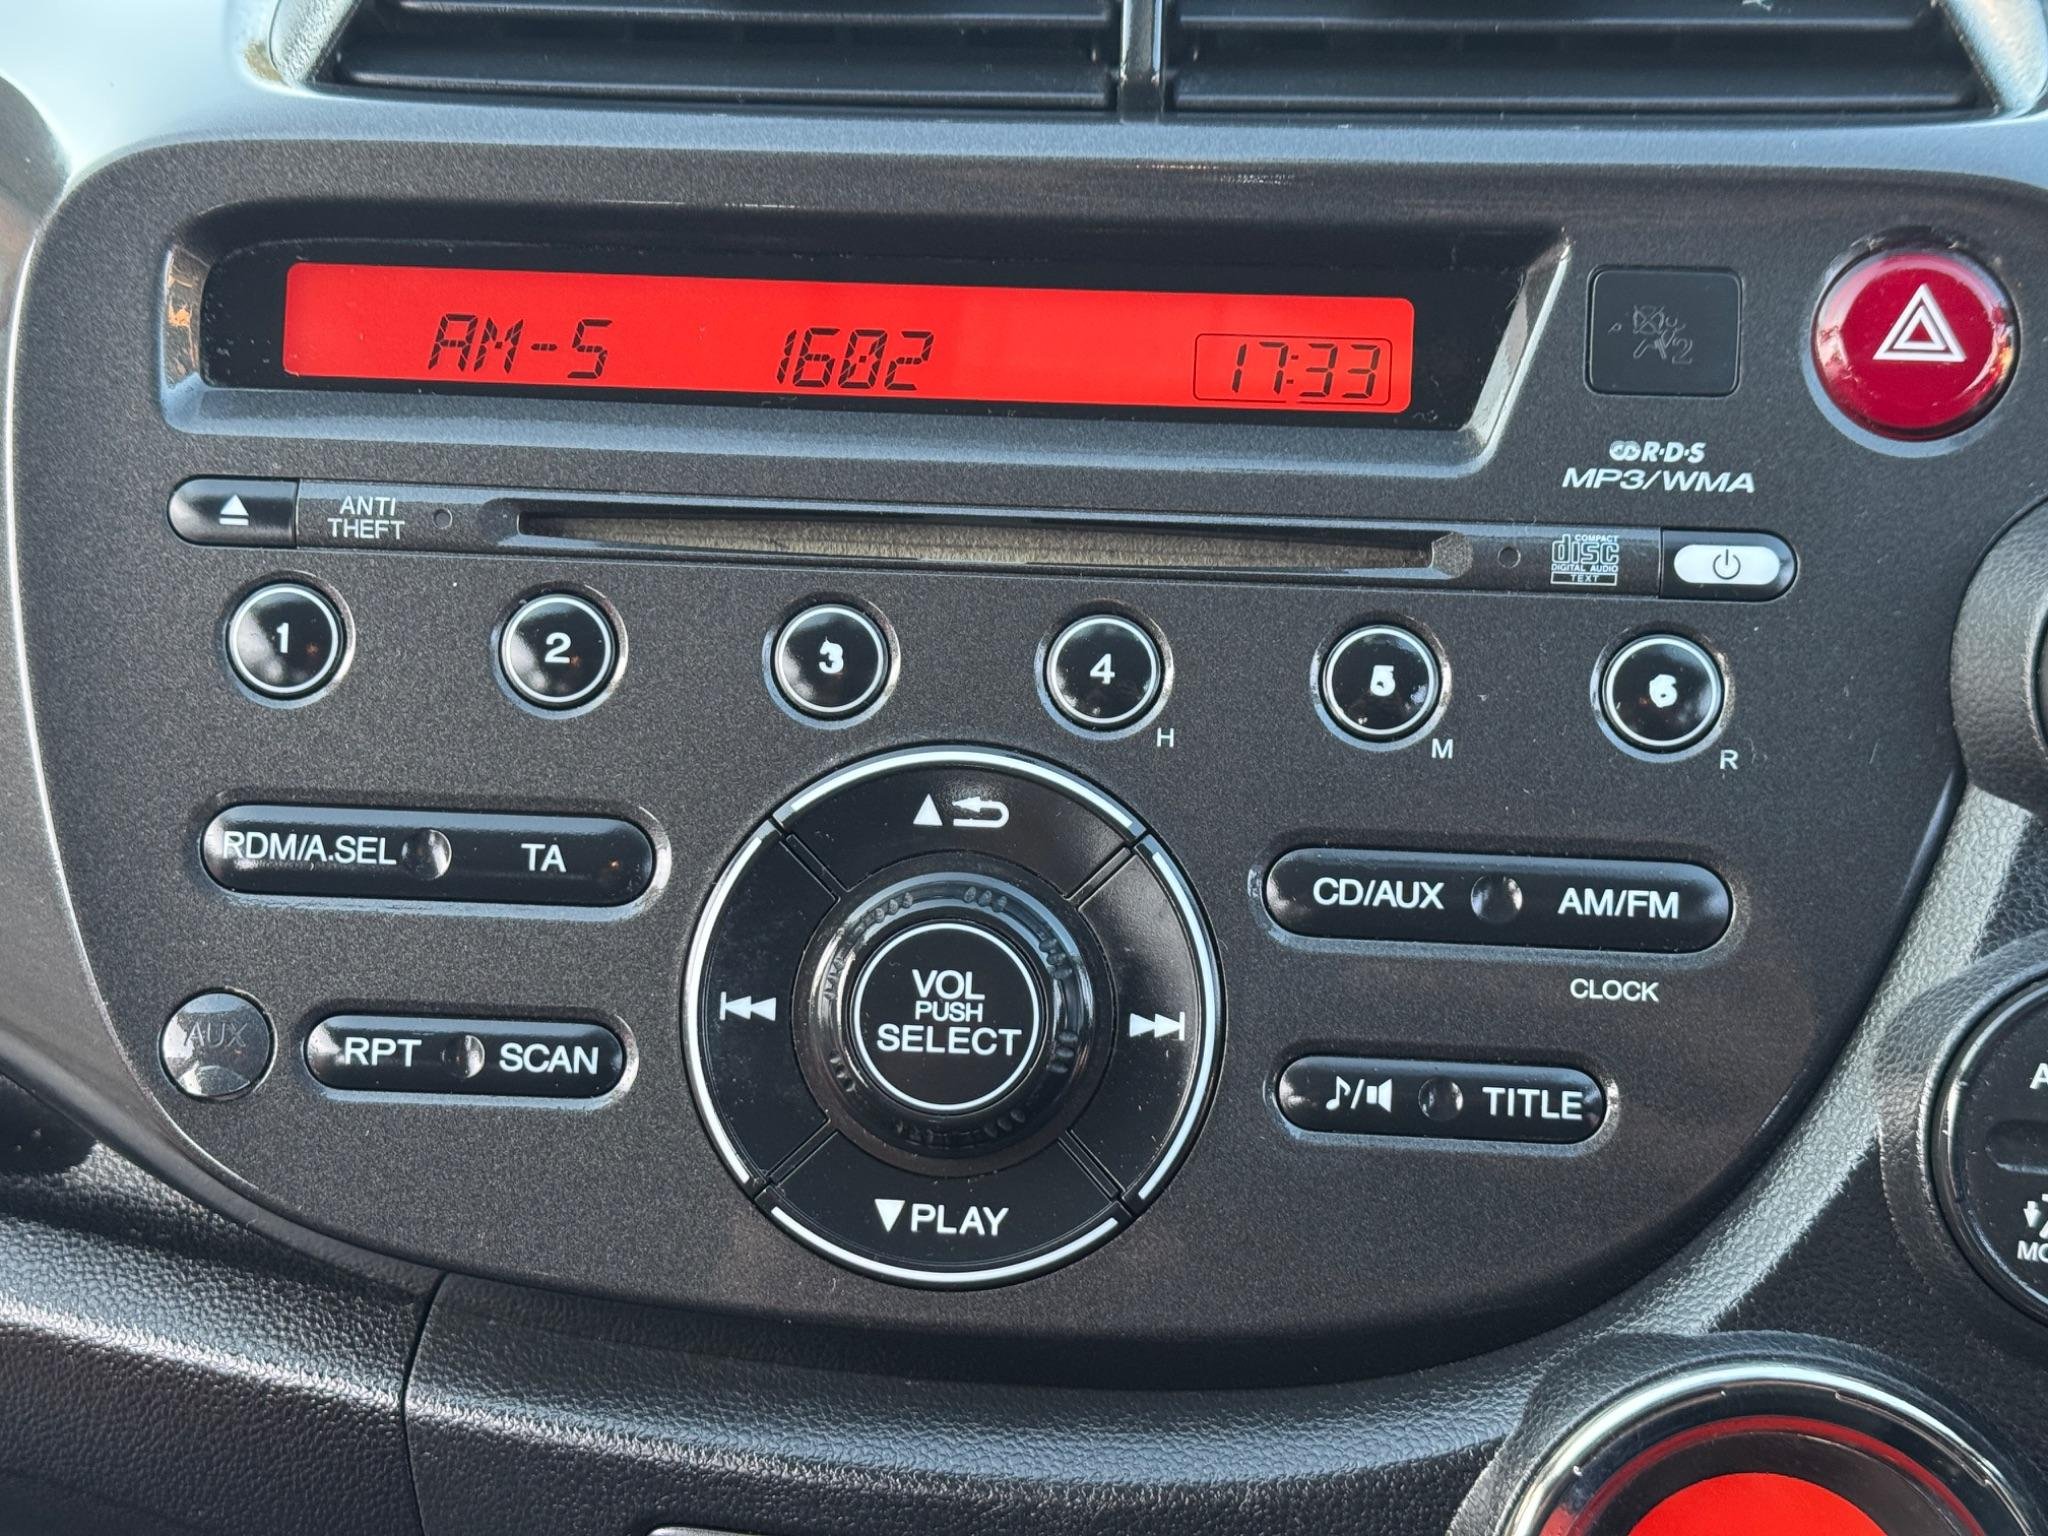 AM-S 1602 17:33
R·D·S
MP3/WMA
ANTI
THEFT
COMPACT
disc
DIGITAL AUDIO
TEXT
1 2 3 4 5 6
H M R
RDM/A.SEL TA
CD/AUX AM/FM
CLOCK
VOL
PUSH
SELECT
AUX
RPT SCAN
TITLE
PLAY